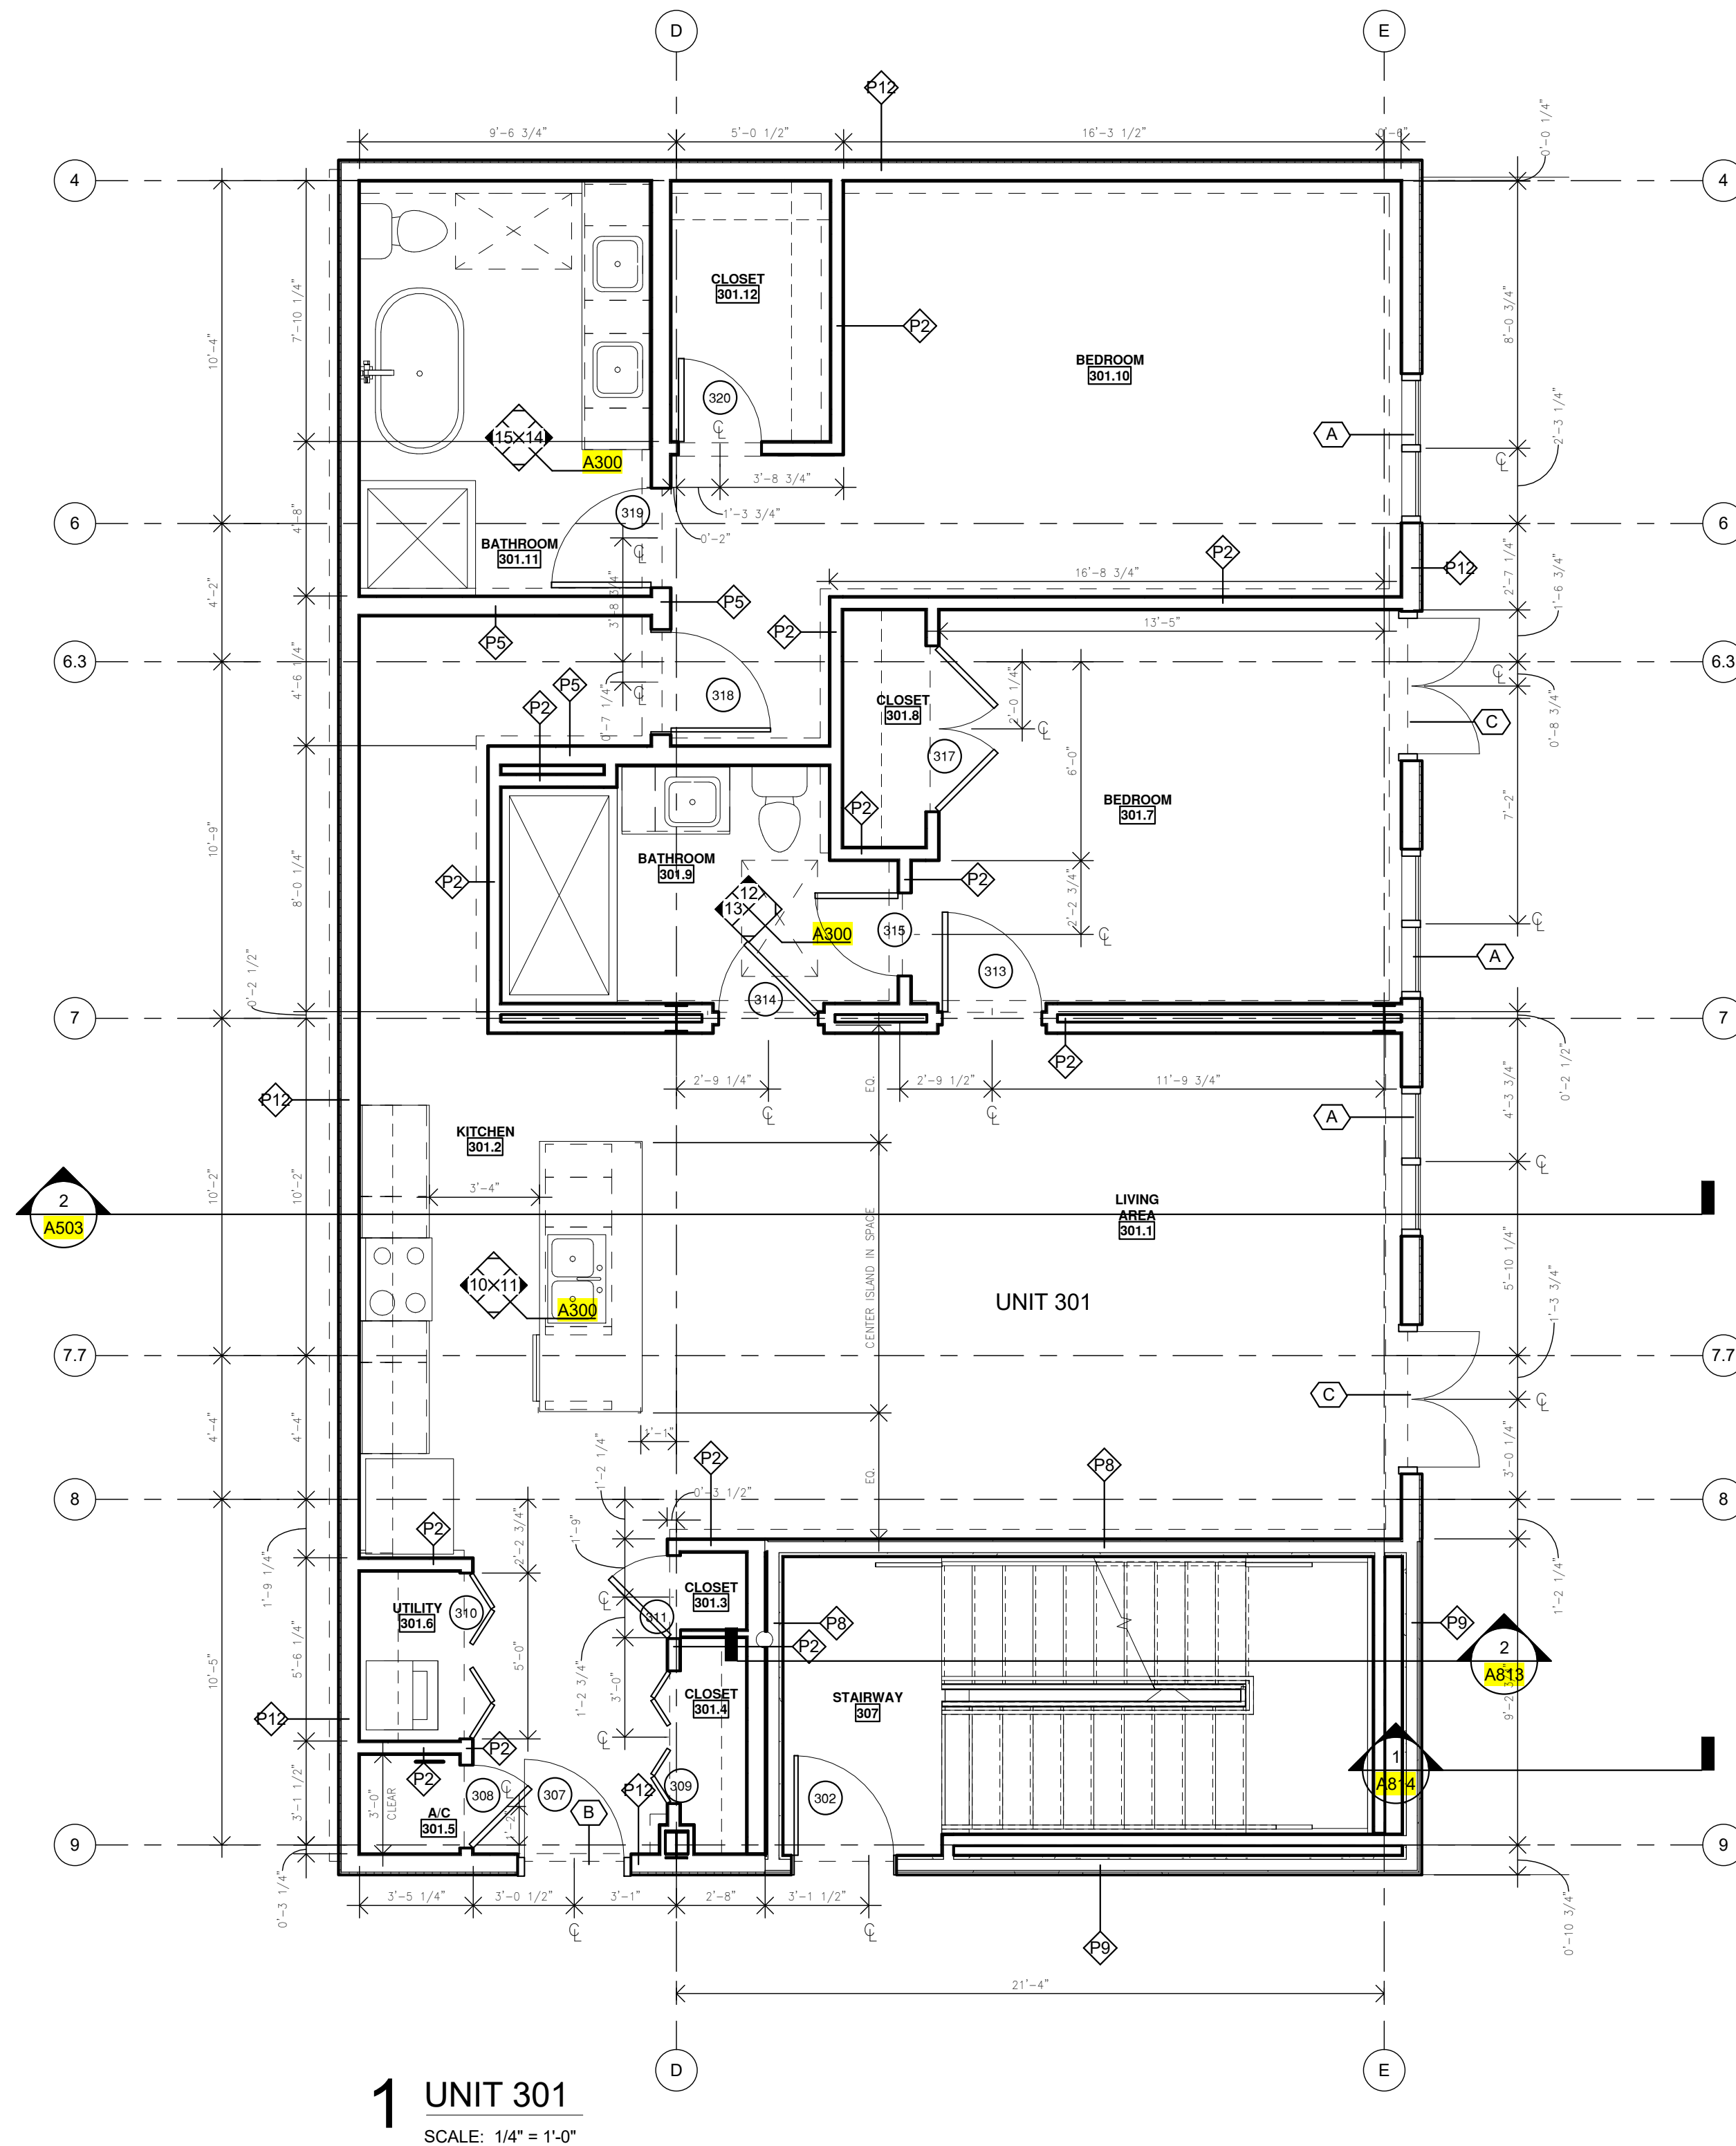 D
E
P12
9'-6 3/4"
5'-0 1/2"
16'-3 1/2"
0'-6"
0'-0 1/4"
4
4
CLOSET
301.12
P2
BEDROOM
301.10
10'-4"
7'-10 1/4"
8'-0 3/4"
320
℄
A
2'-3 1/4"
15
14
A300
℄
3'-8 3/4"
1'-3 3/4"
0'-2"
319
6
6
4'-8"
BATHROOM
301.11
℄
P2
P12
16'-8 3/4"
2'-7 1/4"
1'-6 3/4"
4'-2"
3'-8 3/4"
P5
P5
P2
13'-5"
6.3
6.3
4'-6 1/4"
P5
P2
318
℄
0'-7 1/4"
CLOSET
301.8
2'-0 1/4"
℄
℄
0'-8 3/4"
C
317
6'-0"
BEDROOM
301.7
P2
10'-9"
8'-0 1/4"
7'-2"
BATHROOM
301.9
P2
P2
12
13
A300
315
2'-2 3/4"
℄
℄
313
314
A
0'-2 1/2"
7
7
P2
2'-9 1/4"
2'-9 1/2"
11'-9 3/4"
℄
℄
EQ.
0'-2 1/2"
4'-3 3/4"
P12
A
KITCHEN
301.2
℄
3'-4"
10'-2"
10'-2"
2
A503
LIVING
AREA
301.1
CENTER ISLAND IN SPACE
10
11
A300
UNIT 301
5'-10 1/4"
1'-3 3/4"
7.7
7.7
C
℄
4'-4"
4'-4"
1'-1"
P2
P8
3'-0 1/4"
1'-2 1/4"
EQ.
0'-3 1/2"
8
8
P2
2'-2 3/4"
1'-9"
1'-9 1/4"
CLOSET
301.3
1'-2 1/4"
UTILITY
301.6
310
℄
311
P8
P2
P9
2
A813
10'-5"
5'-6 1/4"
5'-0"
1'-2 3/4"
3'-0"
CLOSET
301.4
STAIRWAY
307
P12
℄
P2
P2
1
A814
3'-1 1/2"
3'-0"
CLEAR
A/C
301.5
308
℄
307
B
P12
309
302
9
9
0'-3 1/4"
3'-5 1/4"
3'-0 1/2"
3'-1"
2'-8"
3'-1 1/2"
℄
℄
0'-10 3/4"
P9
21'-4"
D
E
1
UNIT 301
SCALE: 1/4" = 1'-0"